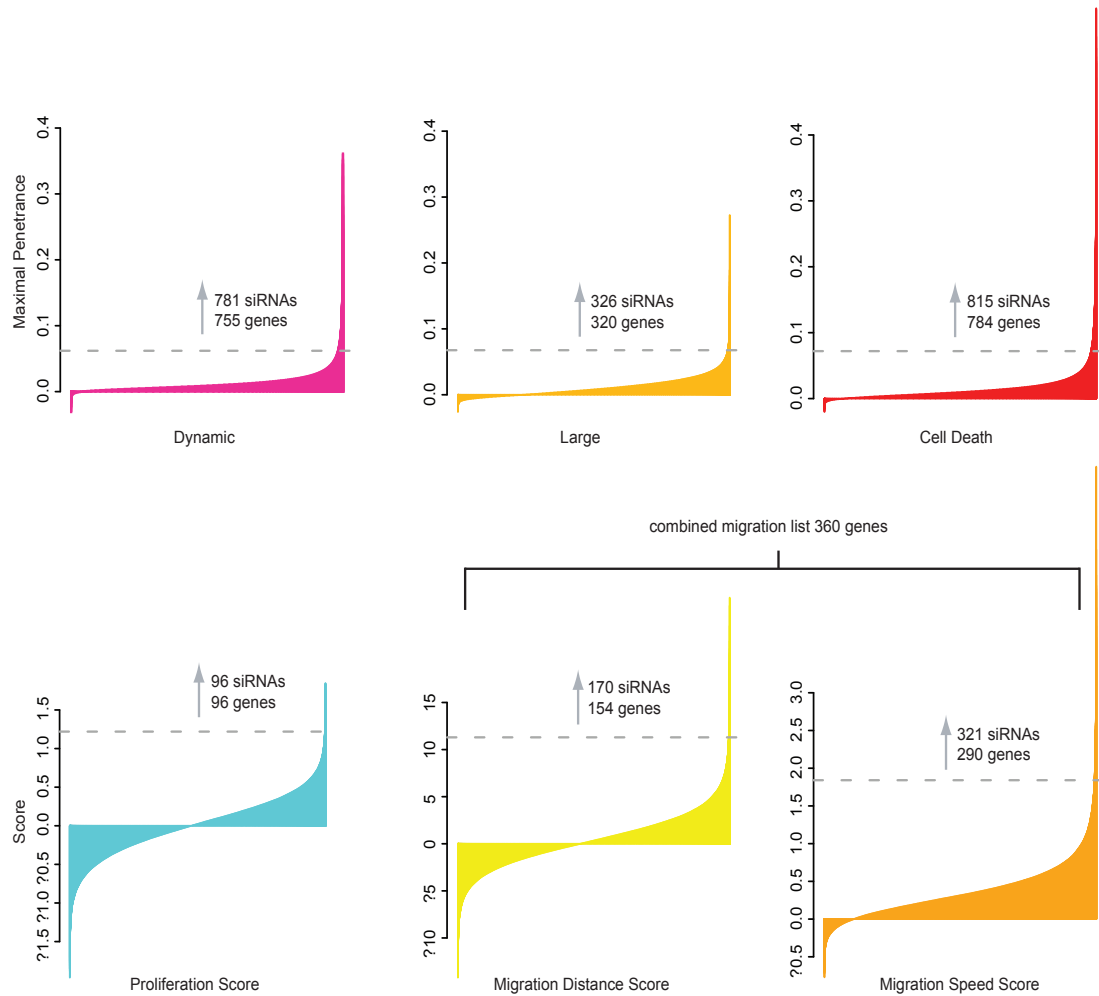 Maximal Penetrance
0.4
0.3
0.2
0.1
0.0
781 siRNAs
755 genes
Dynamic
0.4
0.3
0.2
0.1
0.0
326 siRNAs
320 genes
Large
0.4
0.3
0.2
0.1
0.0
815 siRNAs
784 genes
Cell Death
combined migration list 360 genes
Score
1.5
1.0
0.5
0.0
?0.5
?1.0
?1.5
96 siRNAs
96 genes
Proliferation Score
15
10
5
0
?5
?10
170 siRNAs
154 genes
Migration Distance Score
3.0
2.5
2.0
1.5
1.0
0.5
0.0
?0.5
321 siRNAs
290 genes
Migration Speed Score